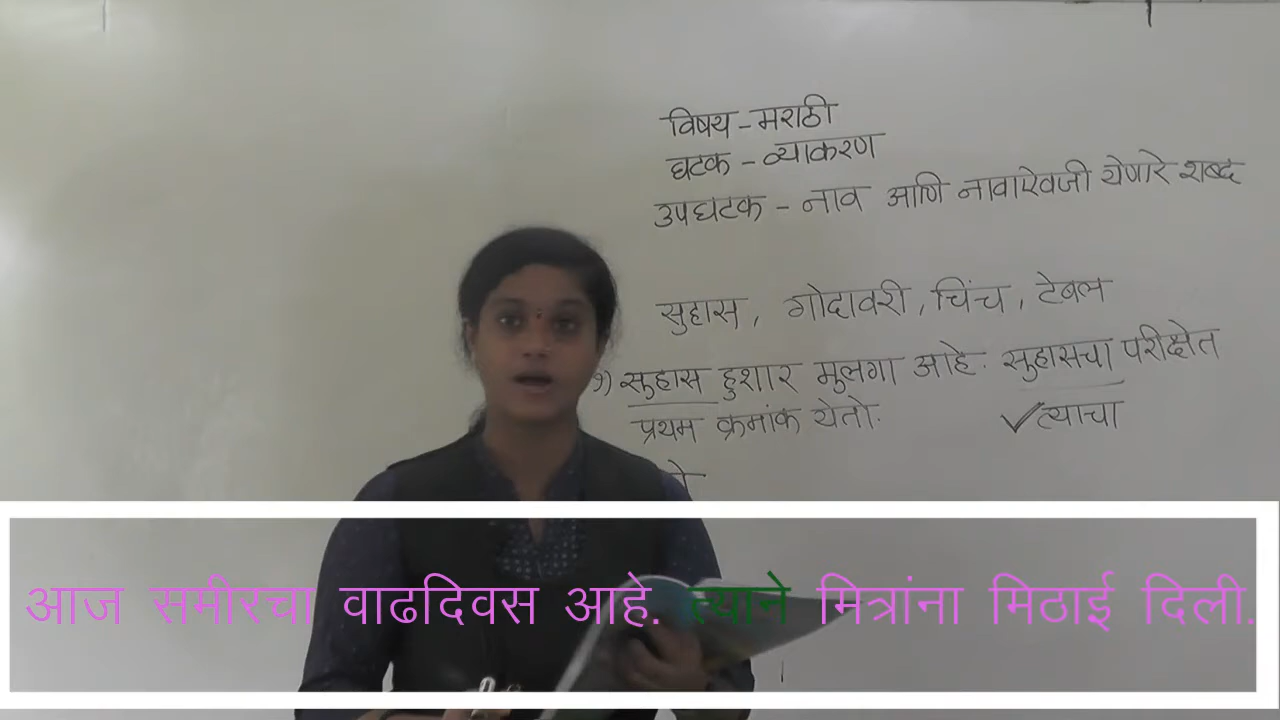 विषय - मराठी
घटक - व्याकरण
उपघटक - नाव आणि नावाऐवजी येणारे शब्द
सुहास, गोदावरी, चिंच, टेबल
१) सुहास हुशार मुलगा आहे. सुहासचा परीक्षेत
प्रथम क्रमांक येतो. ✓त्याचा
आज समीरचा वाढदिवस आहे. त्याने मित्रांना मिठाई दिली.